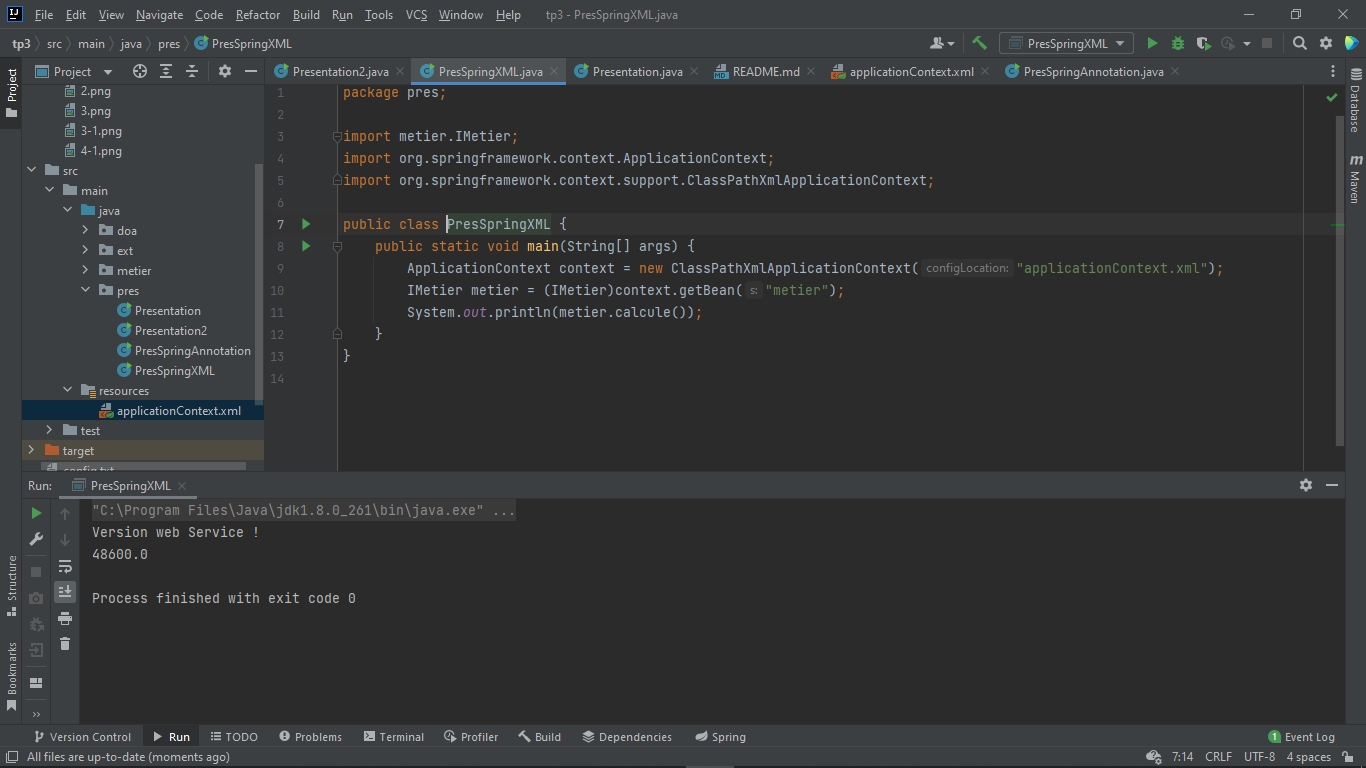 File Edit View Navigate Code Refactor Build Run Tools VCS Window Help tp3 - PresSpringXML.java
tp3 src main java pres PresSpringXML PresSpringXML
Project Presentation2.java PresSpringXML.java Presentation.java README.md applicationContext.xml PresSpringAnnotation.java
Project
2.png
3.png
3-1.png
4-1.png
src
main
java
doa
ext
metier
pres
Presentation
Presentation2
PresSpringAnnotation
PresSpringXML
resources
applicationContext.xml
test
target
config.txt
1 package pres;
2
3 import metier.IMetier;
4 import org.springframework.context.ApplicationContext;
5 import org.springframework.context.support.ClassPathXmlApplicationContext;
6
7 public class PresSpringXML {
8 public static void main(String[] args) {
9 ApplicationContext context = new ClassPathXmlApplicationContext( configLocation: "applicationContext.xml");
10 IMetier metier = (IMetier)context.getBean( s: "metier");
11 System.out.println(metier.calcule());
12 }
13 }
14
Database
m Maven
Run: PresSpringXML
"C:\Program Files\Java\jdk1.8.0_261\bin\java.exe" ...
Version web Service !
48600.0
Process finished with exit code 0
Structure
Bookmarks
Version Control Run TODO Problems Terminal Profiler Build Dependencies Spring 1 Event Log
All files are up-to-date (moments ago) 7:14 CRLF UTF-8 4 spaces